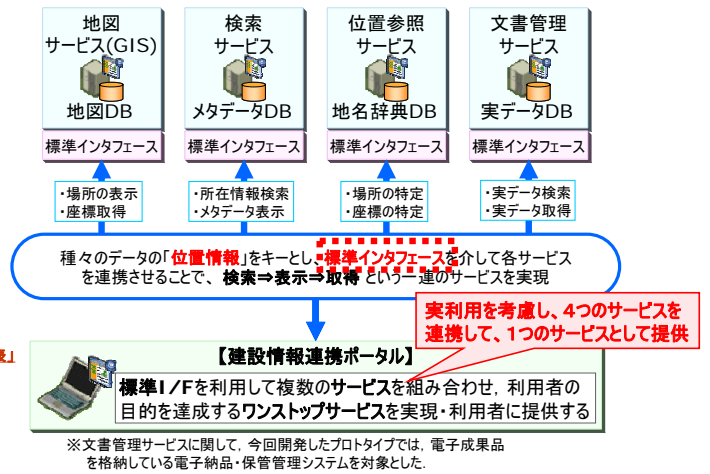 地図
サービス(GIS)
地図DB
標準インタフェース
検索
サービス
メタデータDB
標準インタフェース
位置参照
サービス
地名辞典DB
標準インタフェース
文書管理
サービス
実データDB
標準インタフェース
・場所の表示
・座標取得
・所在情報検索
・メタデータ表示
・場所の特定
・座標の特定
・実データ検索
・実データ取得
種々のデータの「位置情報」をキーとし、標準インタフェースを介して各サービス
を連携させることで、検索⇒表示⇒取得という一連のサービスを実現
実利用を考慮し、4つのサービスを
連携して、1つのサービスとして提供
」
【建設情報連携ポータル】
標準I/Fを利用して複数のサービスを組み合わせ,利用者の
目的を達成するワンストップサービスを実現・利用者に提供する
※文書管理サービスに関して,今回開発したプロトタイプでは,電子成果品
を格納している電子納品・保管管理システムを対象とした.